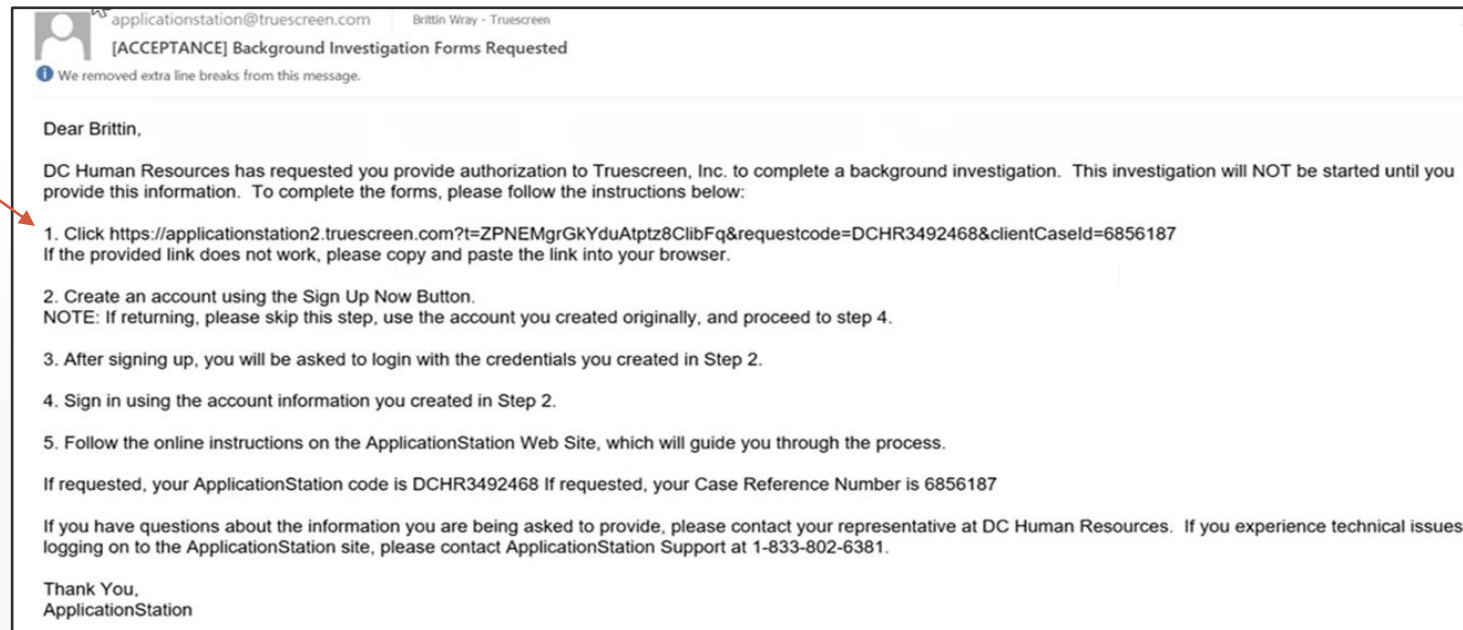 applicationstation@truescreen.com Brittin Wray - Truescreen
[ACCEPTANCE] Background Investigation Forms Requested
We removed extra line breaks from this message.
Dear Brittin,
DC Human Resources has requested you provide authorization to Truescreen, Inc. to complete a background investigation. This investigation will NOT be started until you
provide this information. To complete the forms, please follow the instructions below:
1. Click https://applicationstation2.truescreen.com?t=ZPNEMgrGkYduAtptz8ClibFq&requestcode=DCHR3492468&clientCaseId=6856187
If the provided link does not work, please copy and paste the link into your browser.
2. Create an account using the Sign Up Now Button.
NOTE: If returning, please skip this step, use the account you created originally, and proceed to step 4.
3. After signing up, you will be asked to login with the credentials you created in Step 2.
4. Sign in using the account information you created in Step 2.
5. Follow the online instructions on the ApplicationStation Web Site, which will guide you through the process.
If requested, your ApplicationStation code is DCHR3492468 If requested, your Case Reference Number is 6856187
If you have questions about the information you are being asked to provide, please contact your representative at DC Human Resources. If you experience technical issues
logging on to the ApplicationStation site, please contact ApplicationStation Support at 1-833-802-6381.
Thank You,
ApplicationStation